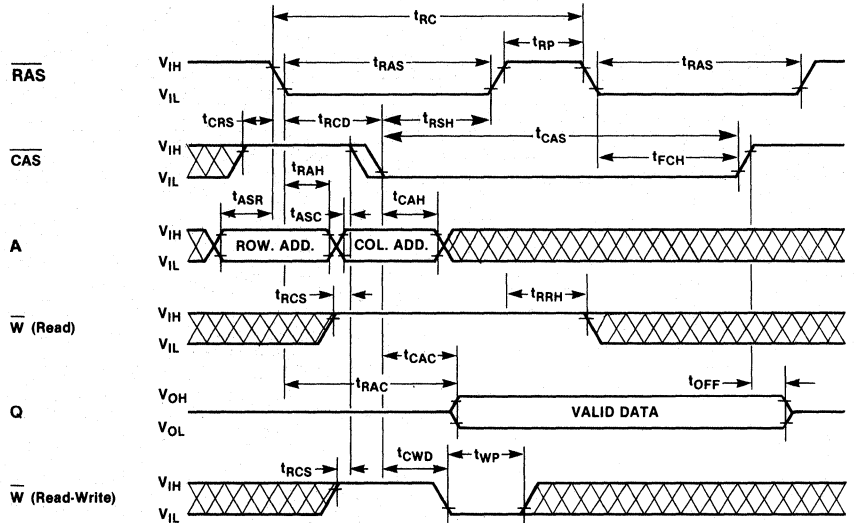 tRC
tRP
RAS
VIH
VIL
tRAS
tRAS
tCRS
tRCD
tRSH
tCAS
CAS
VIH
VIL
tRAH
tFCH
tASR
tASC
tCAH
A
VIH
VIL
ROW. ADD.
COL. ADD.
tRCS
tRRH
W (Read)
VIH
VIL
tCAC
tRAC
tOFF
Q
VOH
VOL
VALID DATA
tRCS
tCWD
tWP
W (Read-Write)
VIH
VIL